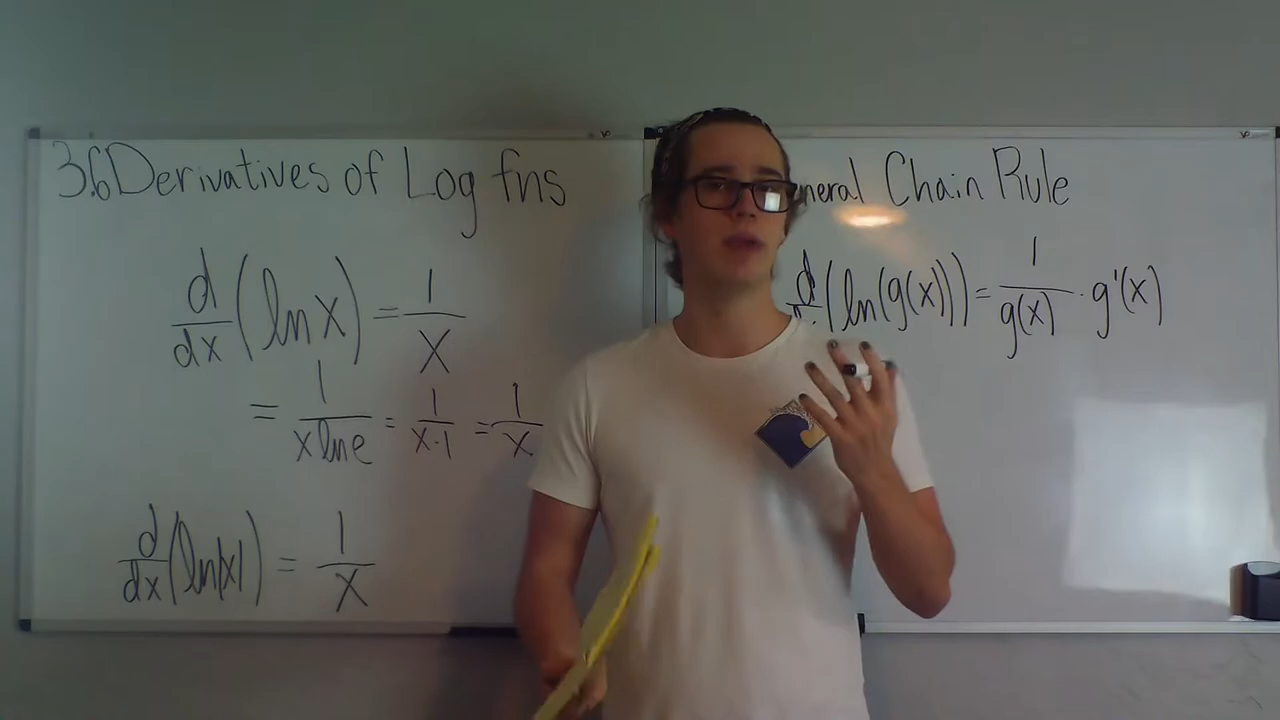 3.6 Derivatives of Log fns
d/dx (ln x) = 1/x
= 1/(x ln e) = 1/(x·1) = 1/x
d/dx (ln|x|) = 1/x
neral Chain Rule
d/ (ln(g(x))) = 1/g(x) · g'(x)